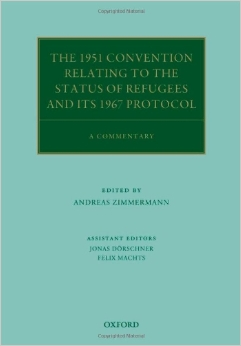 THE 1951 CONVENTION
RELATING TO THE
STATUS OF REFUGEES
AND ITS 1967 PROTOCOL
A COMMENTARY
EDITED BY
ANDREAS ZIMMERMANN
ASSISTANT EDITORS
JONAS DÖRSCHNER
FELIX MACHTS
OXFORD